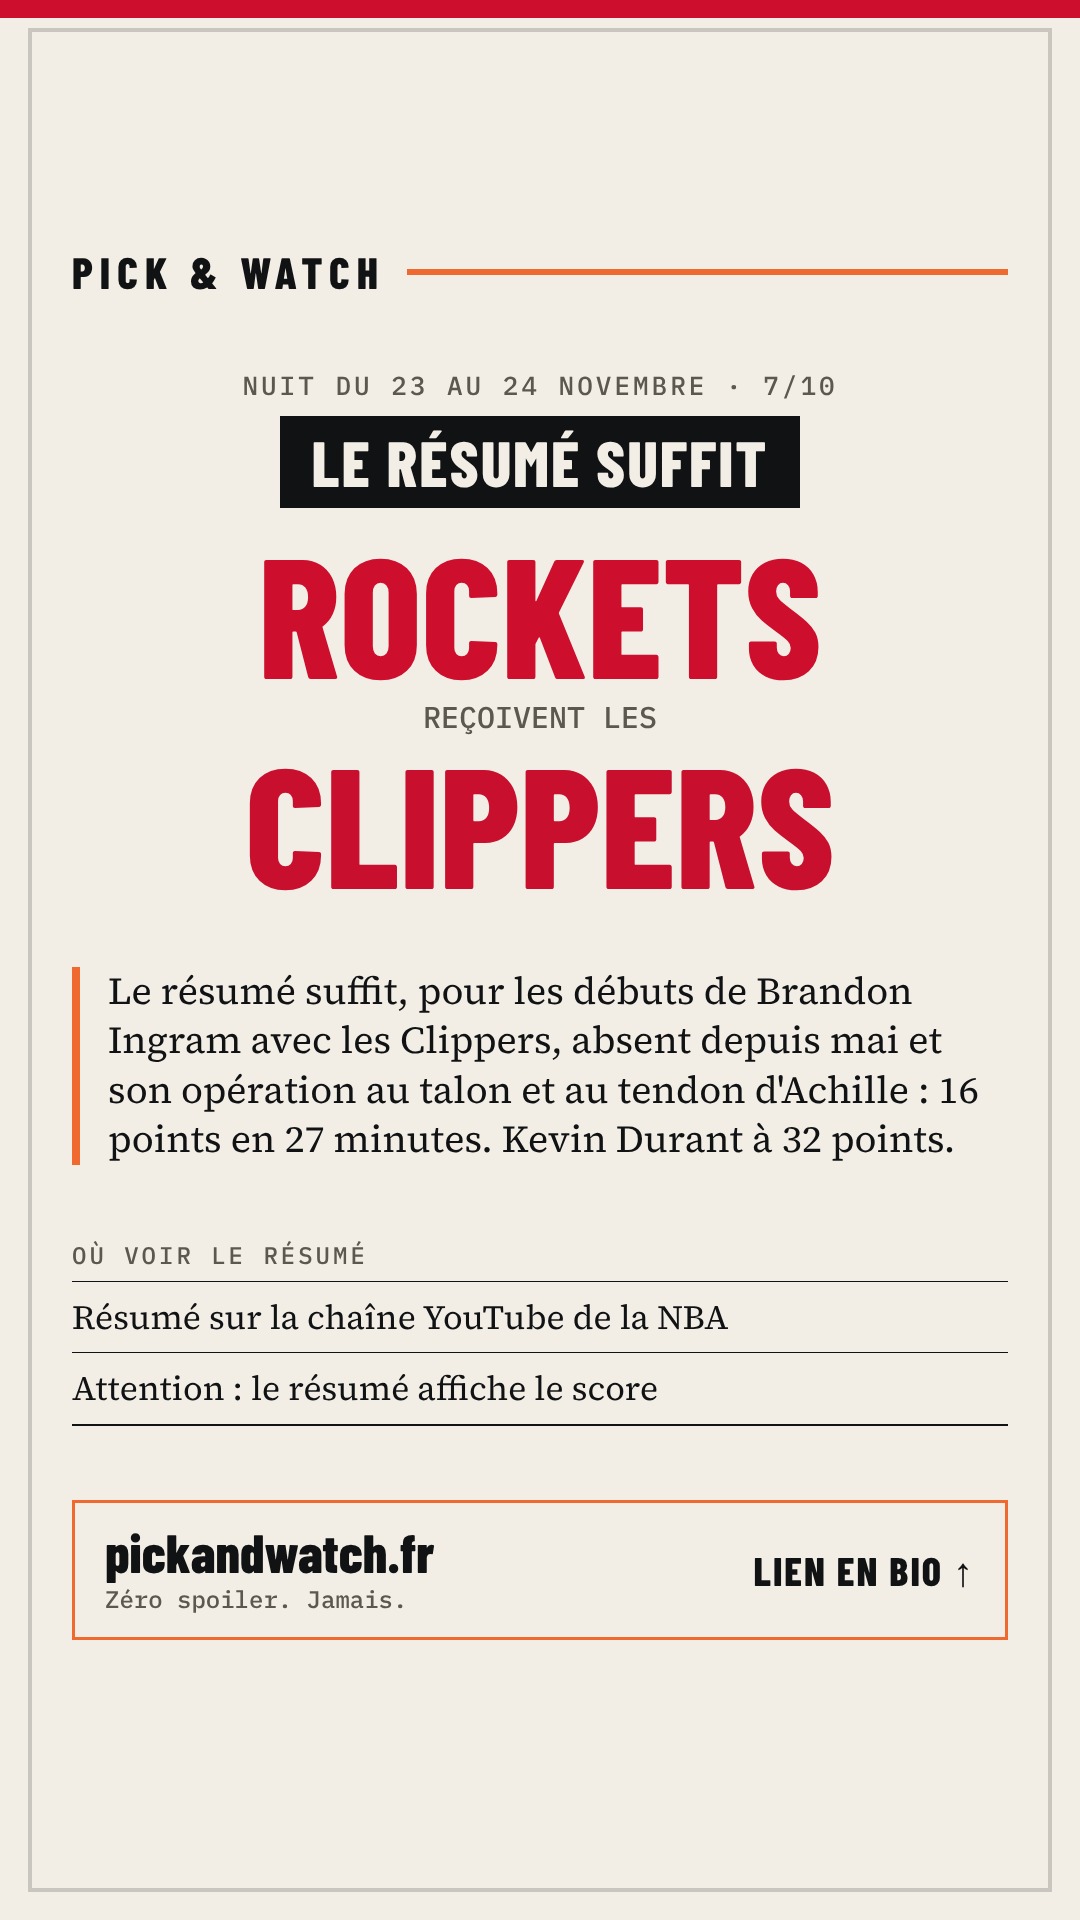 PICK & WATCH
NUIT DU 23 AU 24 NOVEMBRE · 7/10
LE RÉSUMÉ SUFFIT
ROCKETS
REÇOIVENT LES
CLIPPERS
Le résumé suffit, pour les débuts de Brandon
Ingram avec les Clippers, absent depuis mai et
son opération au talon et au tendon d'Achille : 16
points en 27 minutes. Kevin Durant à 32 points.
OÙ VOIR LE RÉSUMÉ
Résumé sur la chaîne YouTube de la NBA
Attention : le résumé affiche le score
pickandwatch.fr
Zéro spoiler. Jamais.
LIEN EN BIO ↑